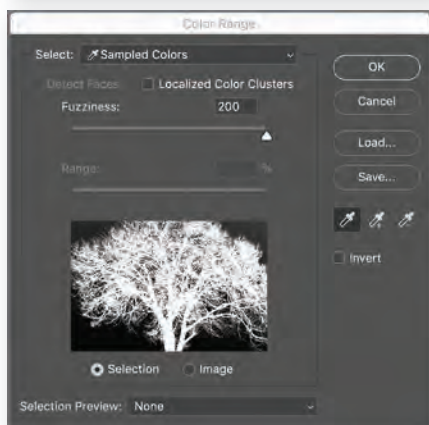 Color Range
Select: Sampled Colors
Detect Faces Localized Color Clusters
Fuzziness: 200
Range: %
Selection Image
Selection Preview: None
OK
Cancel
Load...
Save...
Invert